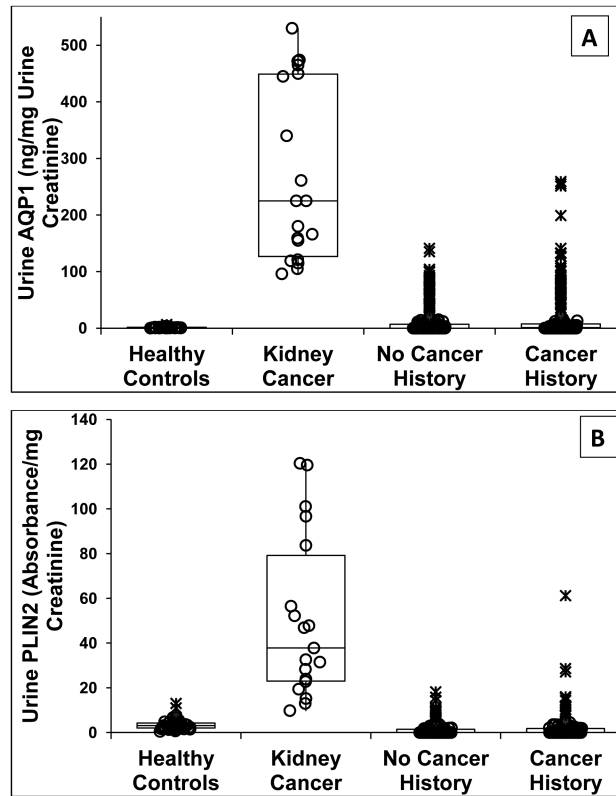 A
Urine AQP1 (ng/mg Urine
Creatinine)
500
400
300
200
100
0
Healthy
Controls
Kidney
Cancer
No Cancer
History
Cancer
History
B
Urine PLIN2 (Absorbance/mg
Creatinine)
140
120
100
80
60
40
20
0
Healthy
Controls
Kidney
Cancer
No Cancer
History
Cancer
History